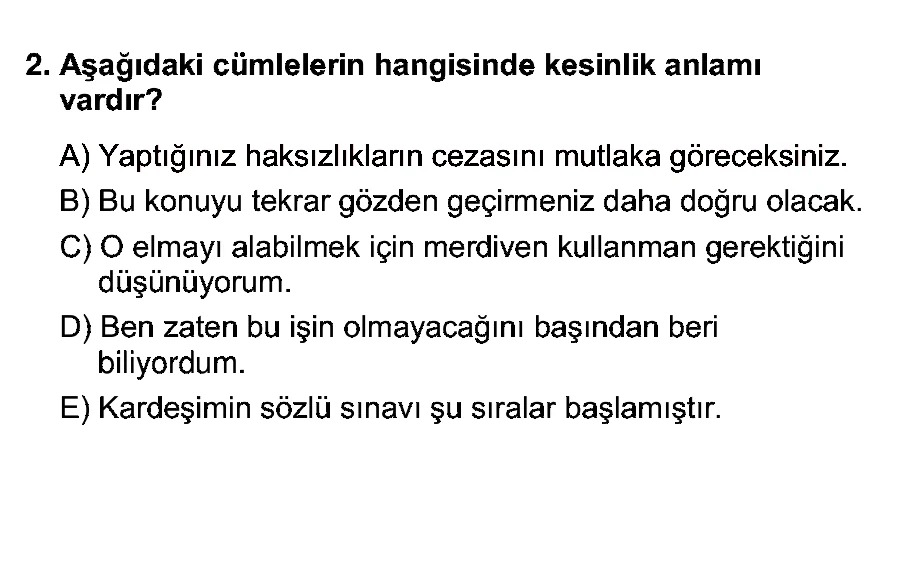 2. Aşağıdaki cümlelerin hangisinde kesinlik anlamı
vardır?
A) Yaptığınız haksızlıkların cezasını mutlaka göreceksiniz.
B) Bu konuyu tekrar gözden geçirmeniz daha doğru olacak.
C) O elmayı alabilmek için merdiven kullanman gerektiğini
düşünüyorum.
D) Ben zaten bu işin olmayacağını başından beri
biliyordum.
E) Kardeşimin sözlü sınavı şu sıralar başlamıştır.